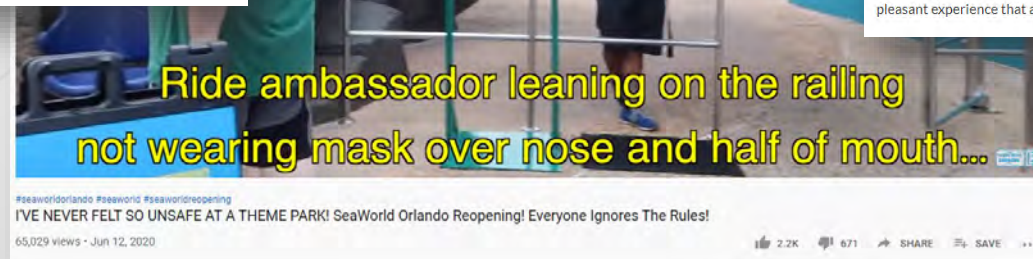 pleasant experience that a
Ride ambassador leaning on the railing
not wearing mask over nose and half of mouth...
#seaworldorlando #seaworld #seaworldreopening
I'VE NEVER FELT SO UNSAFE AT A THEME PARK! SeaWorld Orlando Reopening! Everyone Ignores The Rules!
65,029 views • Jun 12, 2020
2.2K 671 SHARE SAVE